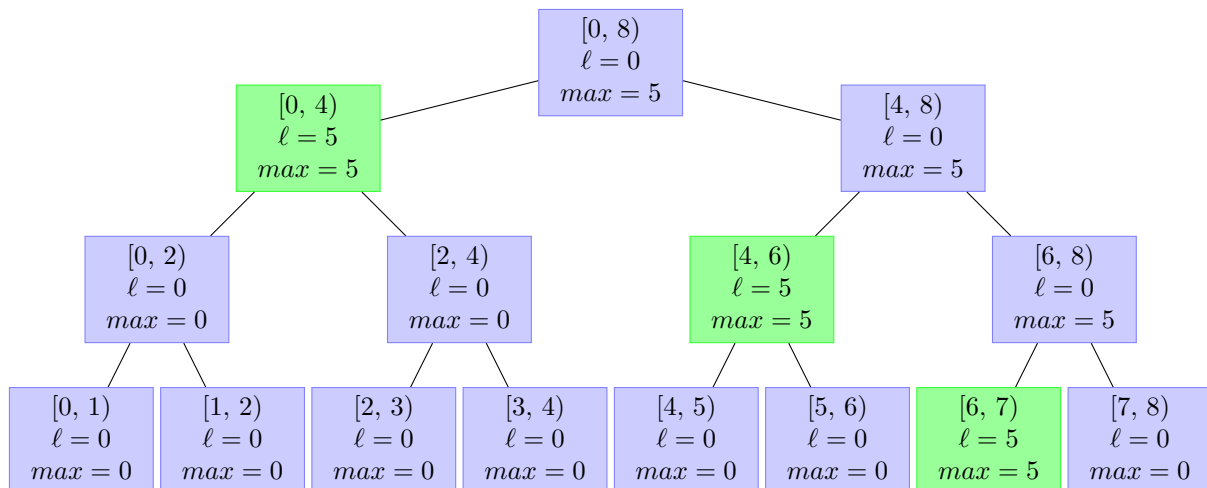 [0, 8)
ℓ = 0
max = 5
[0, 4)
ℓ = 5
max = 5
[4, 8)
ℓ = 0
max = 5
[0, 2)
ℓ = 0
max = 0
[2, 4)
ℓ = 0
max = 0
[4, 6)
ℓ = 5
max = 5
[6, 8)
ℓ = 0
max = 5
[0, 1)
ℓ = 0
max = 0
[1, 2)
ℓ = 0
max = 0
[2, 3)
ℓ = 0
max = 0
[3, 4)
ℓ = 0
max = 0
[4, 5)
ℓ = 0
max = 0
[5, 6)
ℓ = 0
max = 0
[6, 7)
ℓ = 5
max = 5
[7, 8)
ℓ = 0
max = 0